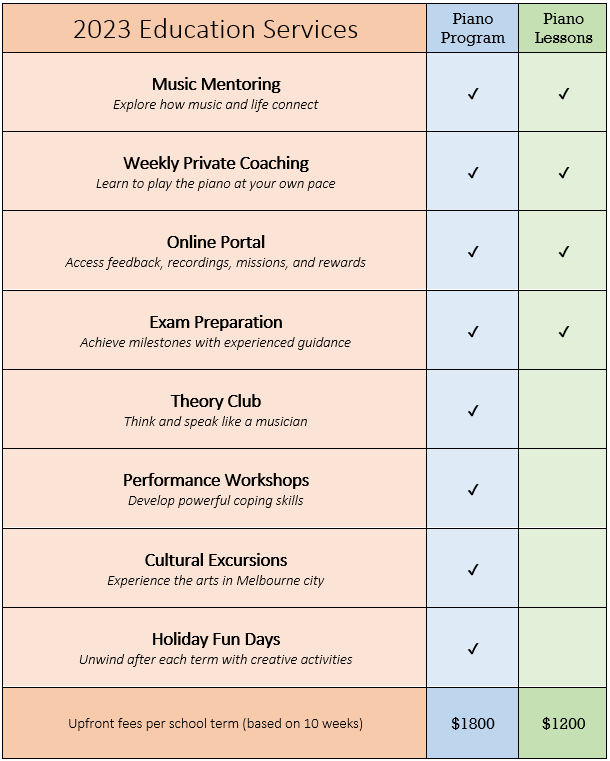 2023 Education Services
Piano
Program
Piano
Lessons
Music Mentoring
Explore how music and life connect
✓
✓
Weekly Private Coaching
Learn to play the piano at your own pace
✓
✓
Online Portal
Access feedback, recordings, missions, and rewards
✓
✓
Exam Preparation
Achieve milestones with experienced guidance
✓
✓
Theory Club
Think and speak like a musician
✓
Performance Workshops
Develop powerful coping skills
✓
Cultural Excursions
Experience the arts in Melbourne city
✓
Holiday Fun Days
Unwind after each term with creative activities
✓
Upfront fees per school term (based on 10 weeks)
$1800
$1200